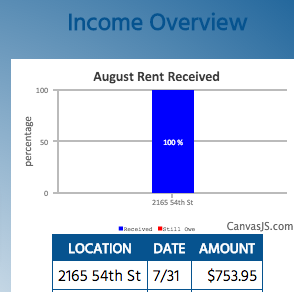 Income Overview
August Rent Received
100
50
0
percentage
100 %
2165 54th St
Received Still Owe
CanvasJS.com
LOCATION DATE AMOUNT
2165 54th St 7/31 $753.95